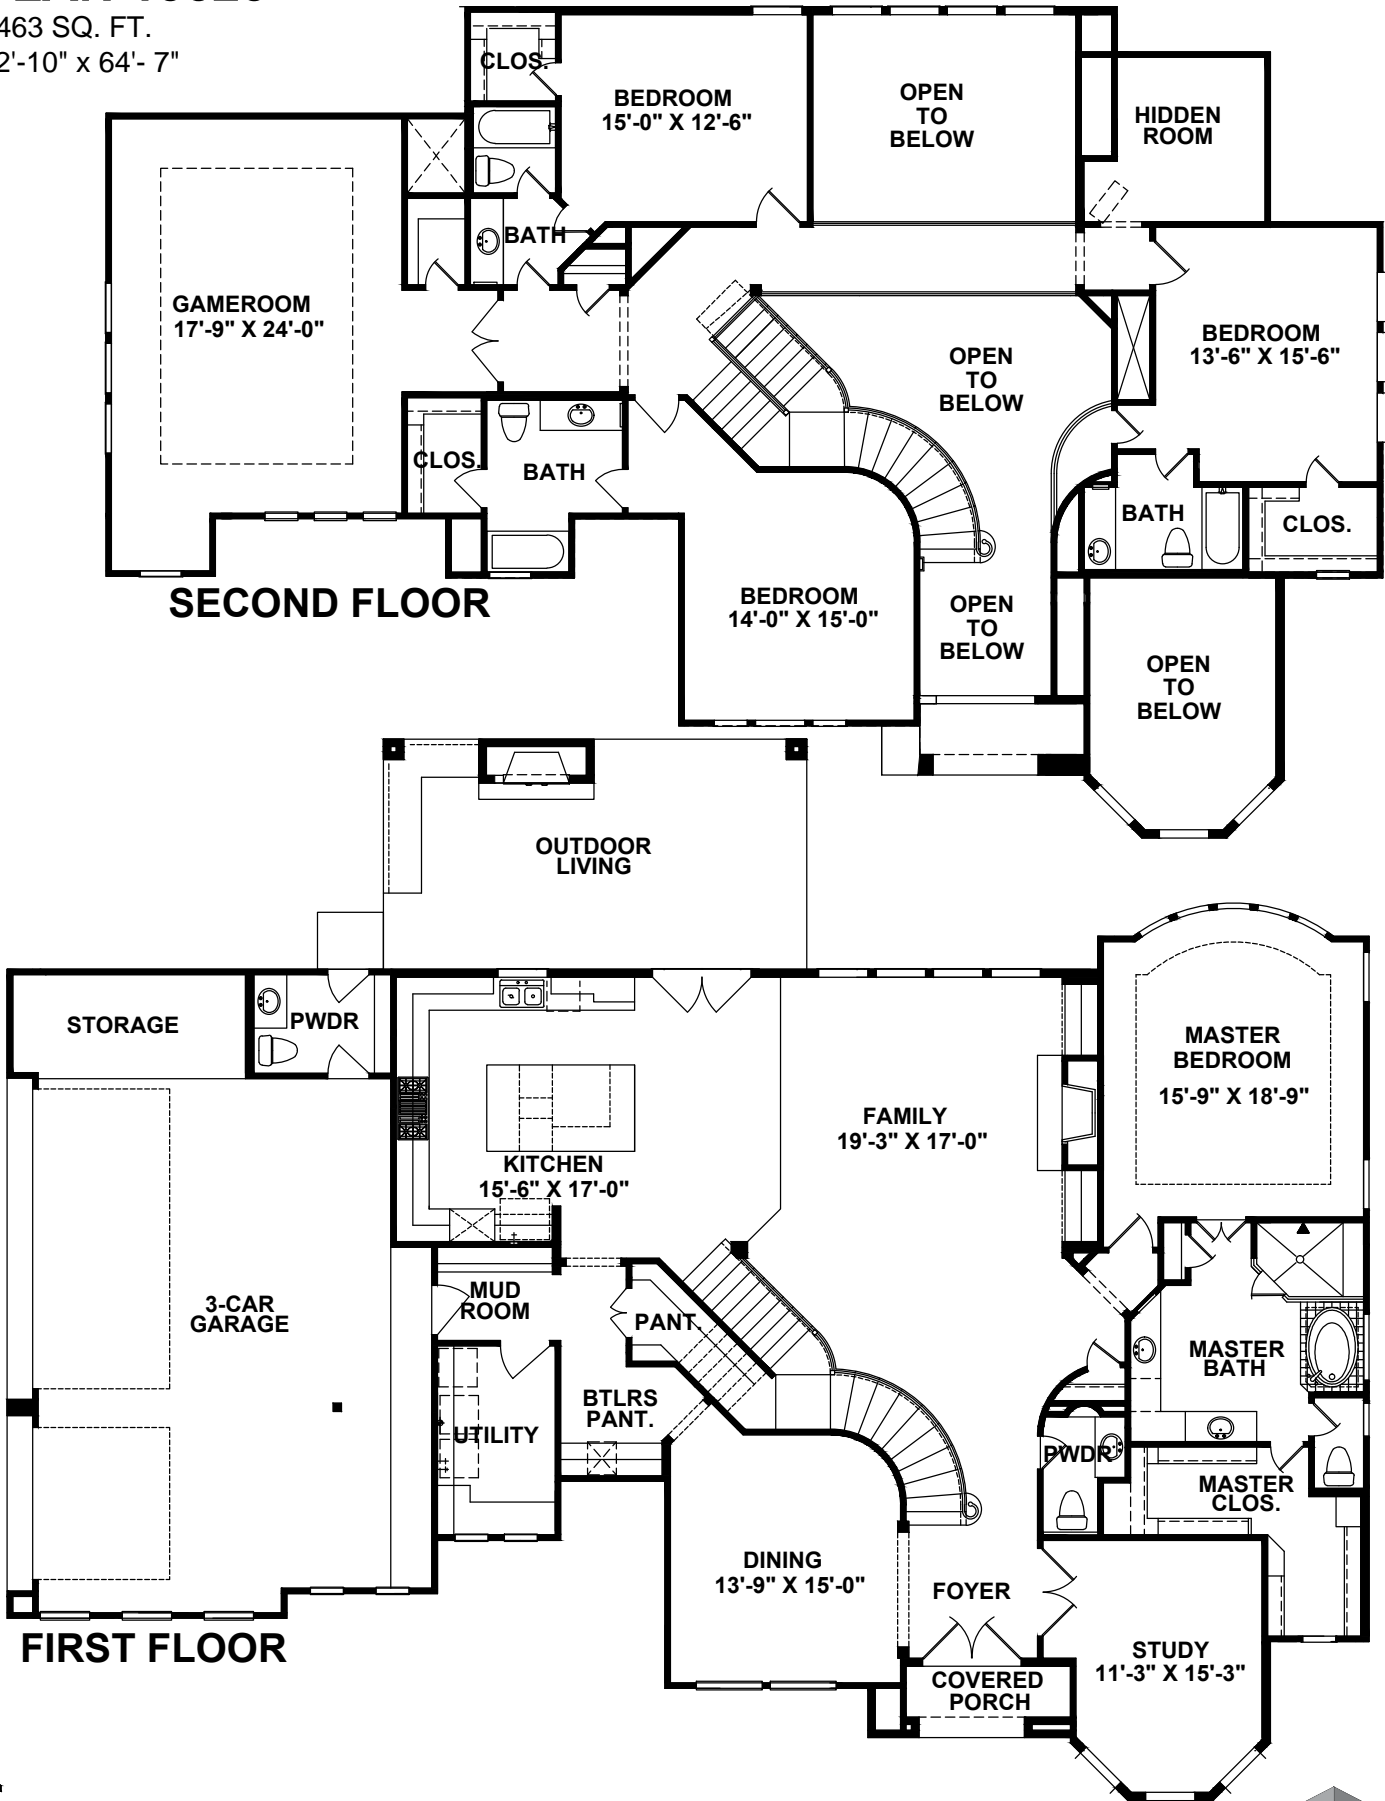 463 SQ. FT.
2'-10" x 64'- 7"
CLOS.
BEDROOM
15'-0" X 12'-6"
OPEN
TO
BELOW
HIDDEN
ROOM
BATH
GAMEROOM
17'-9" X 24'-0"
OPEN
TO
BELOW
BEDROOM
13'-6" X 15'-6"
CLOS.
BATH
BATH
CLOS.
SECOND FLOOR
BEDROOM
14'-0" X 15'-0"
OPEN
TO
BELOW
OPEN
TO
BELOW
OUTDOOR
LIVING
STORAGE
PWDR
MASTER
BEDROOM
15'-9" X 18'-9"
FAMILY
19'-3" X 17'-0"
KITCHEN
15'-6" X 17'-0"
MUD
ROOM
3-CAR
GARAGE
PANT.
MASTER
BATH
BTLRS
PANT.
UTILITY
PWDR
MASTER
CLOS.
DINING
13'-9" X 15'-0"
FOYER
FIRST FLOOR
STUDY
11'-3" X 15'-3"
COVERED
PORCH